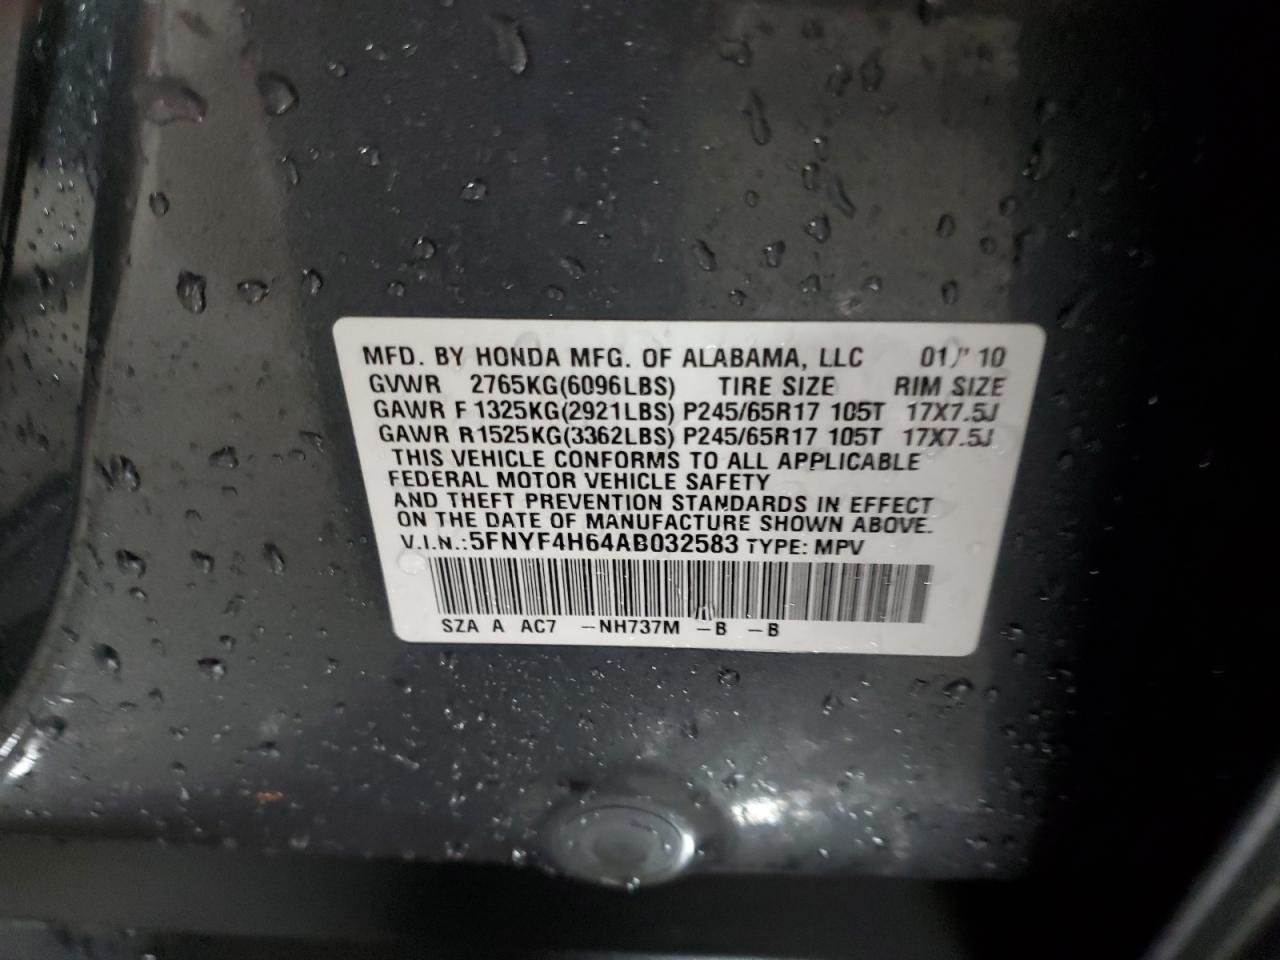 MFD. BY HONDA MFG. OF ALABAMA, LLC 01/ 10
GVWR 2765KG(6096LBS) TIRE SIZE RIM SIZE
GAWR F 1325KG(2921LBS) P245/65R17 105T 17X7.5J
GAWR R1525KG(3362LBS) P245/65R17 105T 17X7.5J
THIS VEHICLE CONFORMS TO ALL APPLICABLE
FEDERAL MOTOR VEHICLE SAFETY
AND THEFT PREVENTION STANDARDS IN EFFECT
ON THE DATE OF MANUFACTURE SHOWN ABOVE.
V.I.N.:5FNYF4H64AB032583 TYPE: MPV
SZA A AC7 -NH737M -B -B